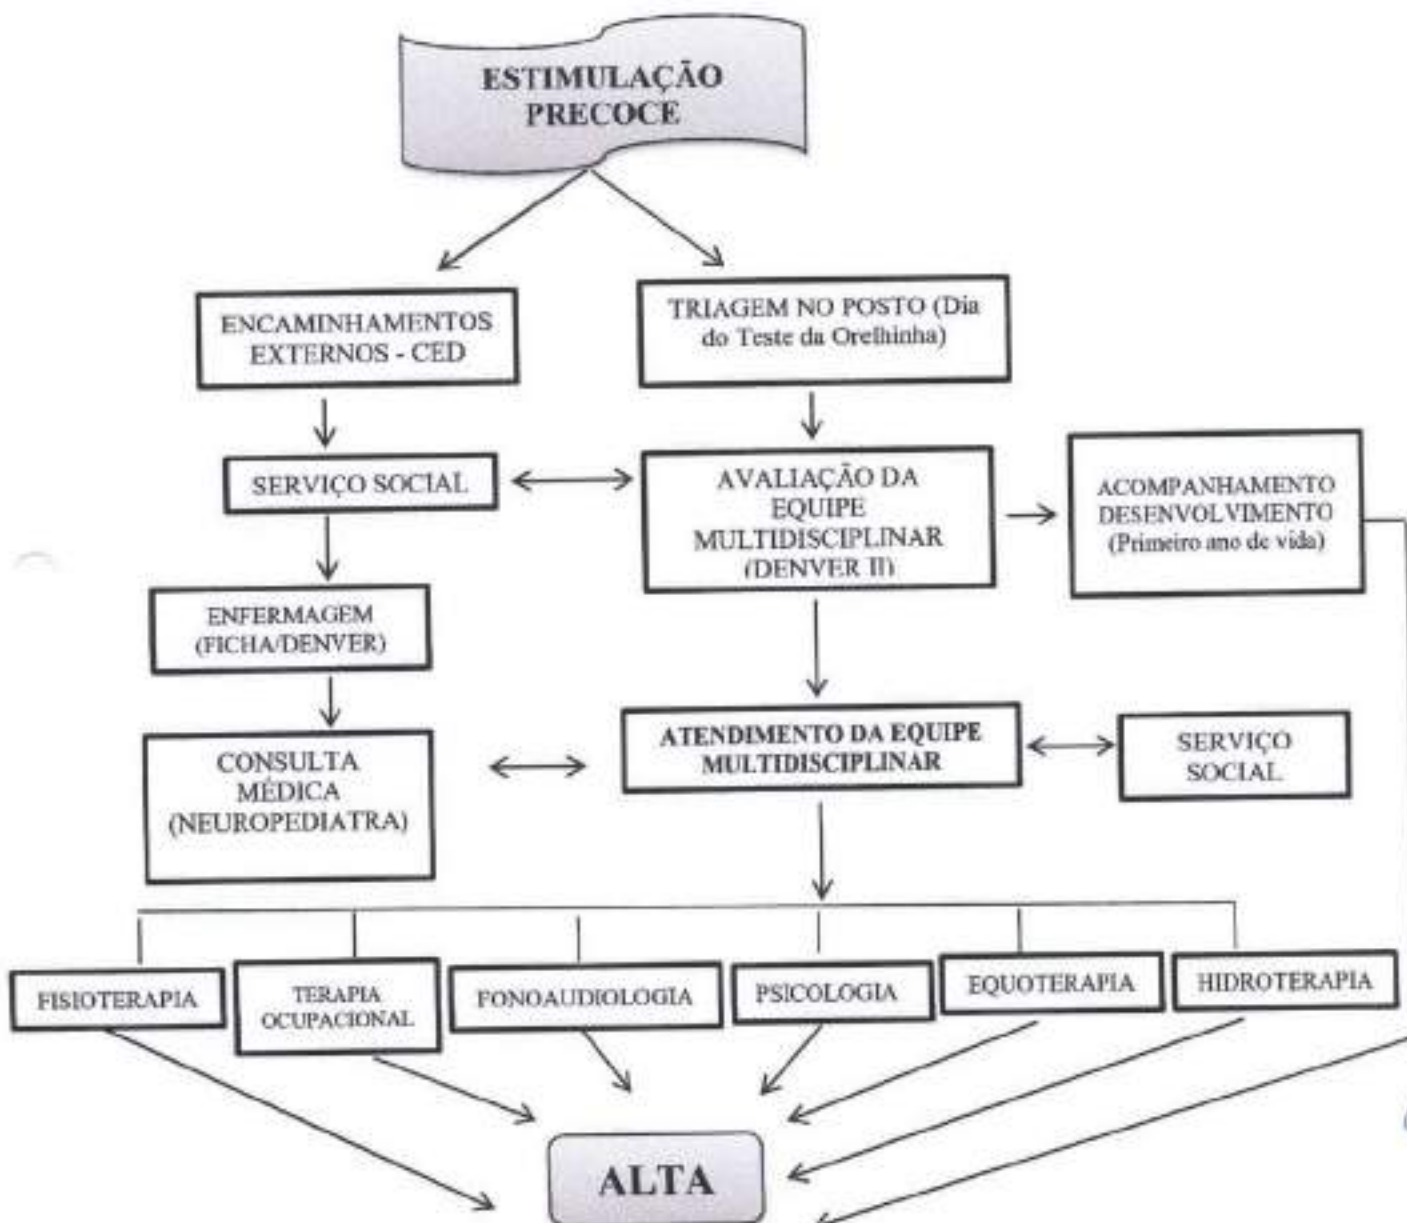 ESTIMULAÇÃO
PRECOCE
ENCAMINHAMENTOS
EXTERNOS - CED
TRIAGEM NO POSTO (Dia
do Teste da Orelhinha)
SERVIÇO SOCIAL
AVALIAÇÃO DA
EQUIPE
MULTIDISCIPLINAR
(DENVER II)
ACOMPANHAMENTO
DESENVOLVIMENTO
(Primeiro ano de vida)
ENFERMAGEM
(FICHA/DENVER)
CONSULTA
MÉDICA
(NEUROPEDIATRA)
ATENDIMENTO DA EQUIPE
MULTIDISCIPLINAR
SERVIÇO
SOCIAL
FISIOTERAPIA
TERAPIA
OCUPACIONAL
FONOAUDIOLOGIA
PSICOLOGIA
EQUOTERAPIA
HIDROTERAPIA
ALTA